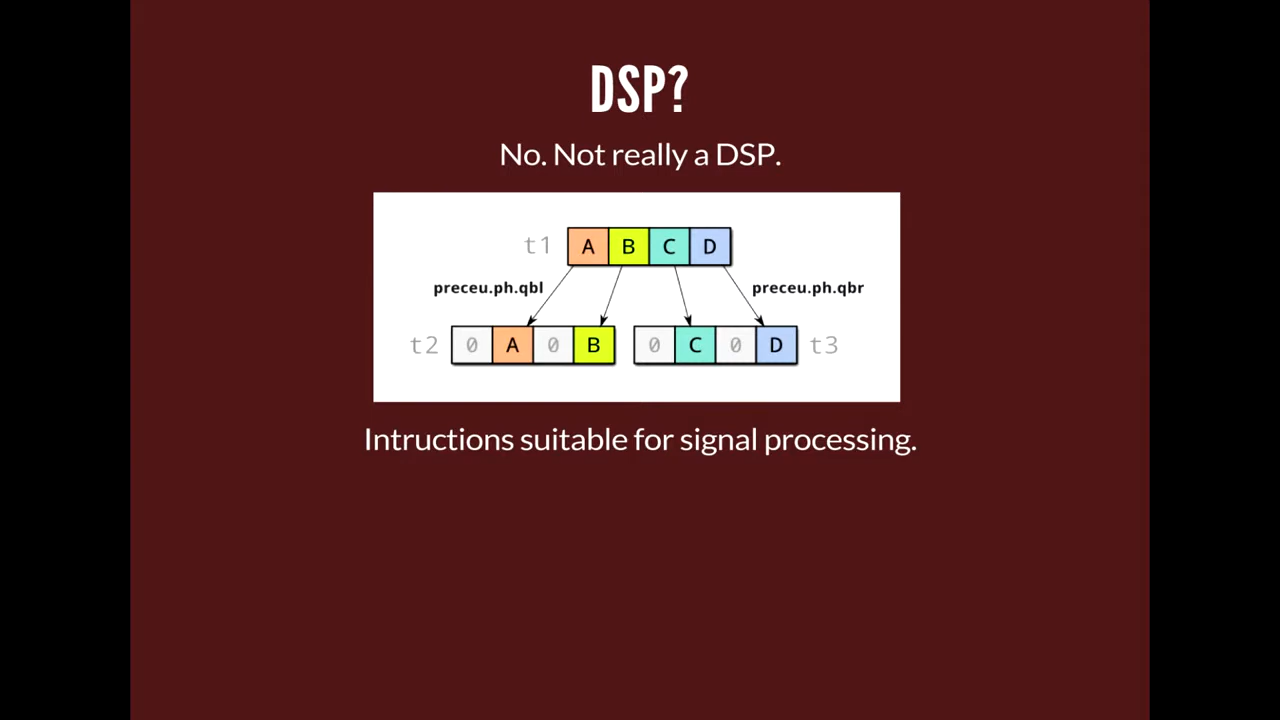 DSP?
No. Not really a DSP.
t1 A B C D
preceu.ph.qbl preceu.ph.qbr
t2 0 A 0 B 0 C 0 D t3
Intructions suitable for signal processing.